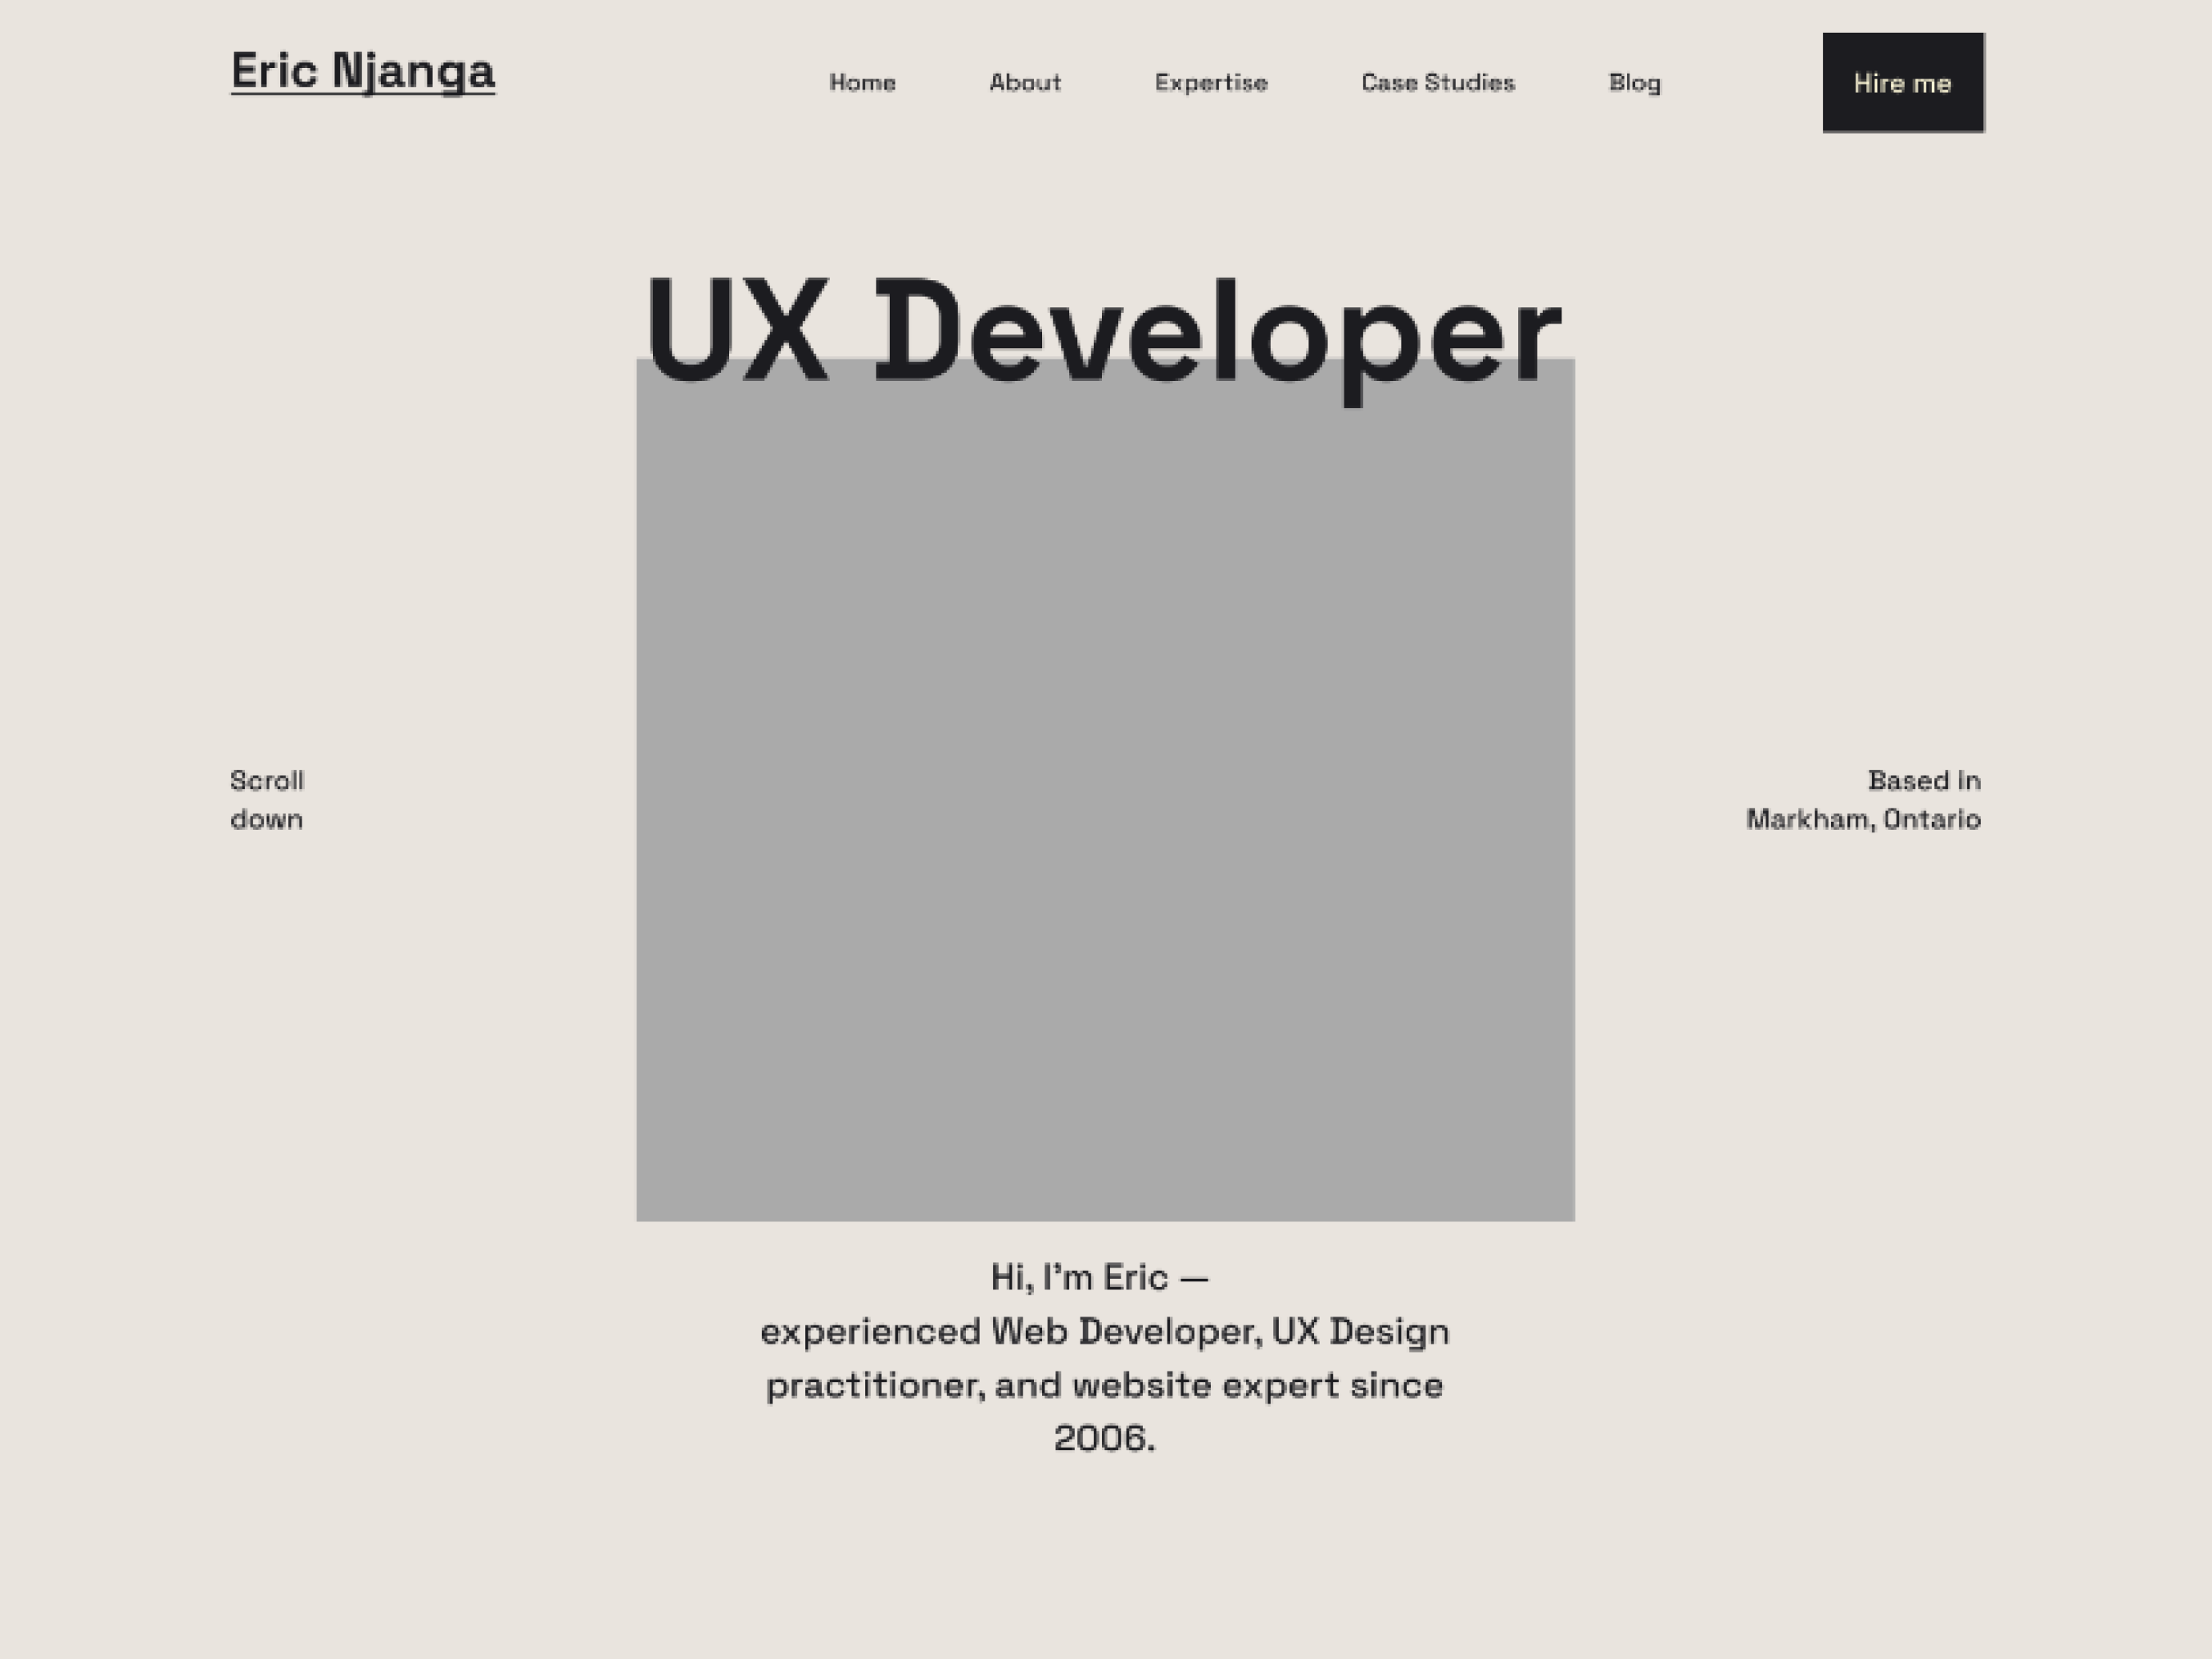 Eric Njanga
Home About Expertise Case Studies Blog Hire me
UX Developer
Scroll
down
Based in
Markham, Ontario
Hi, I’m Eric —
experienced Web Developer, UX Design
practitioner, and website expert since
2006.